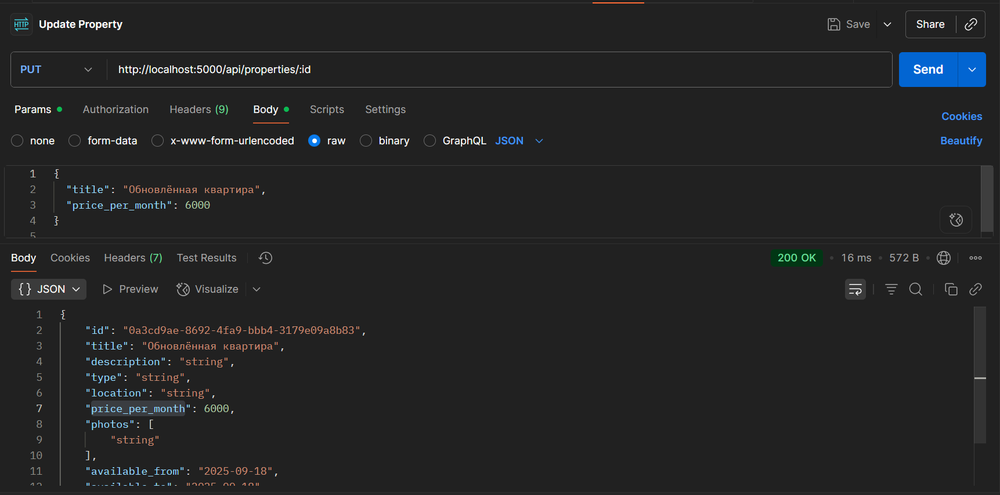 HTTP Update Property Save Share
PUT http://localhost:5000/api/properties/:id Send
Params Authorization Headers (9) Body Scripts Settings
Cookies
none form-data x-www-form-urlencoded raw binary GraphQL JSON Beautify
1 {
2 "title": "Обновлённая квартира",
3 "price_per_month": 6000
4 }
5
Body Cookies Headers (7) Test Results 200 OK • 16 ms • 572 B
{} JSON Preview Visualize
1 {
2 "id": "0a3cd9ae-8692-4fa9-bbb4-3179e09a8b83",
3 "title": "Обновлённая квартира",
4 "description": "string",
5 "type": "string",
6 "location": "string",
7 "price_per_month": 6000,
8 "photos": [
9 "string"
10 ],
11 "available_from": "2025-09-18",
12 "available_to": "2025-09-18"